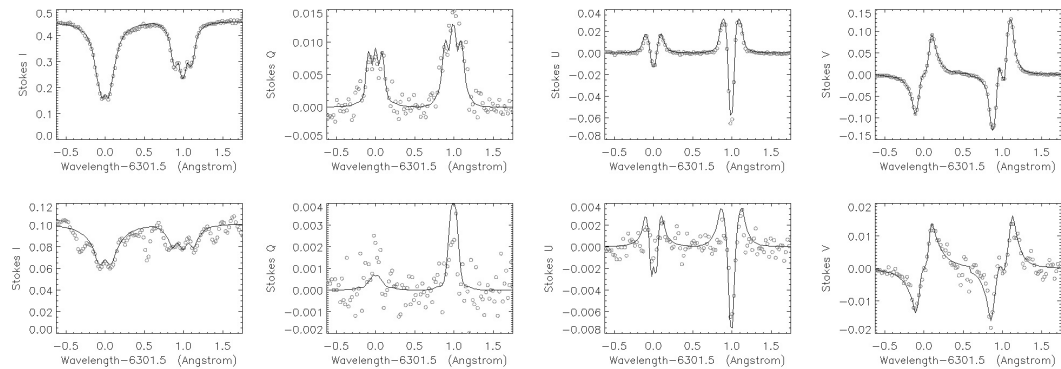 0.5
0.4
0.3
0.2
0.1
0.0
Stokes I
-0.5 0.0 0.5 1.0 1.5
Wavelength-6301.5 (Angstrom)
0.015
0.010
0.005
0.000
-0.005
Stokes Q
-0.5 0.0 0.5 1.0 1.5
Wavelength-6301.5 (Angstrom)
0.04
0.02
0.00
-0.02
-0.04
-0.06
-0.08
Stokes U
-0.5 0.0 0.5 1.0 1.5
Wavelength-6301.5 (Angstrom)
0.15
0.10
0.05
0.00
-0.05
-0.10
-0.15
Stokes V
-0.5 0.0 0.5 1.0 1.5
Wavelength-6301.5 (Angstrom)
0.12
0.10
0.08
0.06
0.04
0.02
0.00
Stokes I
-0.5 0.0 0.5 1.0 1.5
Wavelength-6301.5 (Angstrom)
0.004
0.003
0.002
0.001
0.000
-0.001
-0.002
Stokes Q
-0.5 0.0 0.5 1.0 1.5
Wavelength-6301.5 (Angstrom)
0.004
0.002
0.000
-0.002
-0.004
-0.006
-0.008
Stokes U
-0.5 0.0 0.5 1.0 1.5
Wavelength-6301.5 (Angstrom)
0.02
0.01
0.00
-0.01
-0.02
Stokes V
-0.5 0.0 0.5 1.0 1.5
Wavelength-6301.5 (Angstrom)